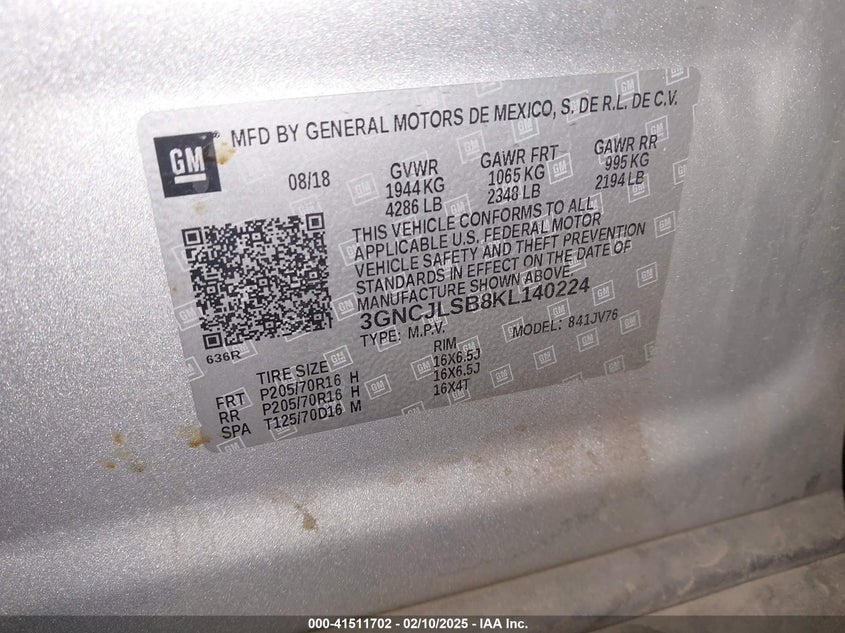 GM
MFD BY GENERAL MOTORS DE MEXICO, S. DE R.L. DE C.V.
08/18 GVWR GAWR FRT GAWR RR
1944 KG 1065 KG 995 KG
4286 LB 2348 LB 2194 LB
THIS VEHICLE CONFORMS TO ALL
APPLICABLE U.S. FEDERAL MOTOR
VEHICLE SAFETY AND THEFT PREVENTION
STANDARDS IN EFFECT ON THE DATE OF
MANUFACTURE SHOWN ABOVE.
3GNCJLSB8KL140224
TYPE: M.P.V. MODEL: 841JV76
636R
TIRE SIZE RIM
FRT P205/70R16 H 16X6.5J
RR P205/70R16 H 16X6.5J
SPA T125/70D16 M 16X4T
000-41511702 - 02/10/2025 - IAA Inc.